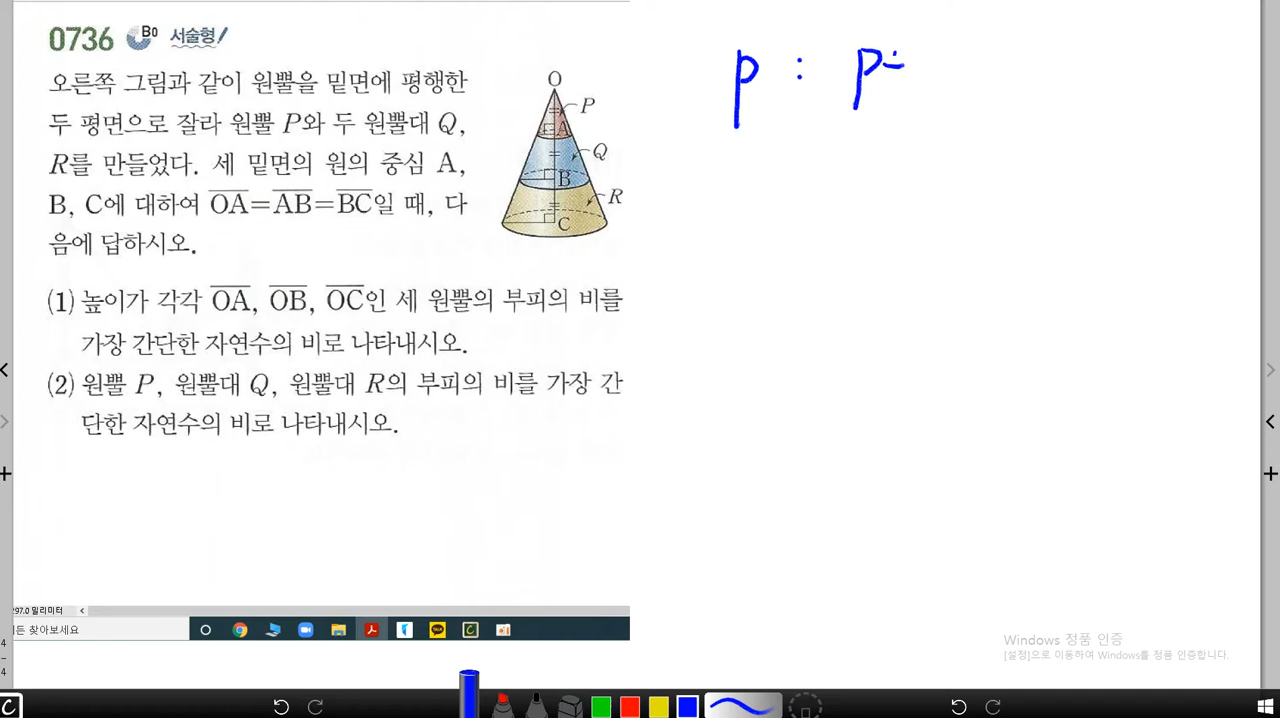 0736 B0 서술형
오른쪽 그림과 같이 원뿔을 밑면에 평행한
두 평면으로 잘라 원뿔 P와 두 원뿔대 Q,
R를 만들었다. 세 밑면의 원의 중심 A,
B, C에 대하여 OA=AB=BC일 때, 다
음에 답하시오.
O
P
A
Q
B
R
C
(1) 높이가 각각 OA, OB, OC인 세 원뿔의 부피의 비를
가장 간단한 자연수의 비로 나타내시오.
(2) 원뿔 P, 원뿔대 Q, 원뿔대 R의 부피의 비를 가장 간
단한 자연수의 비로 나타내시오.
P : P
97.0 밀리미터
든 찾아보세요
Windows 정품 인증
[설정]으로 이동하여 Windows를 정품 인증합니다.